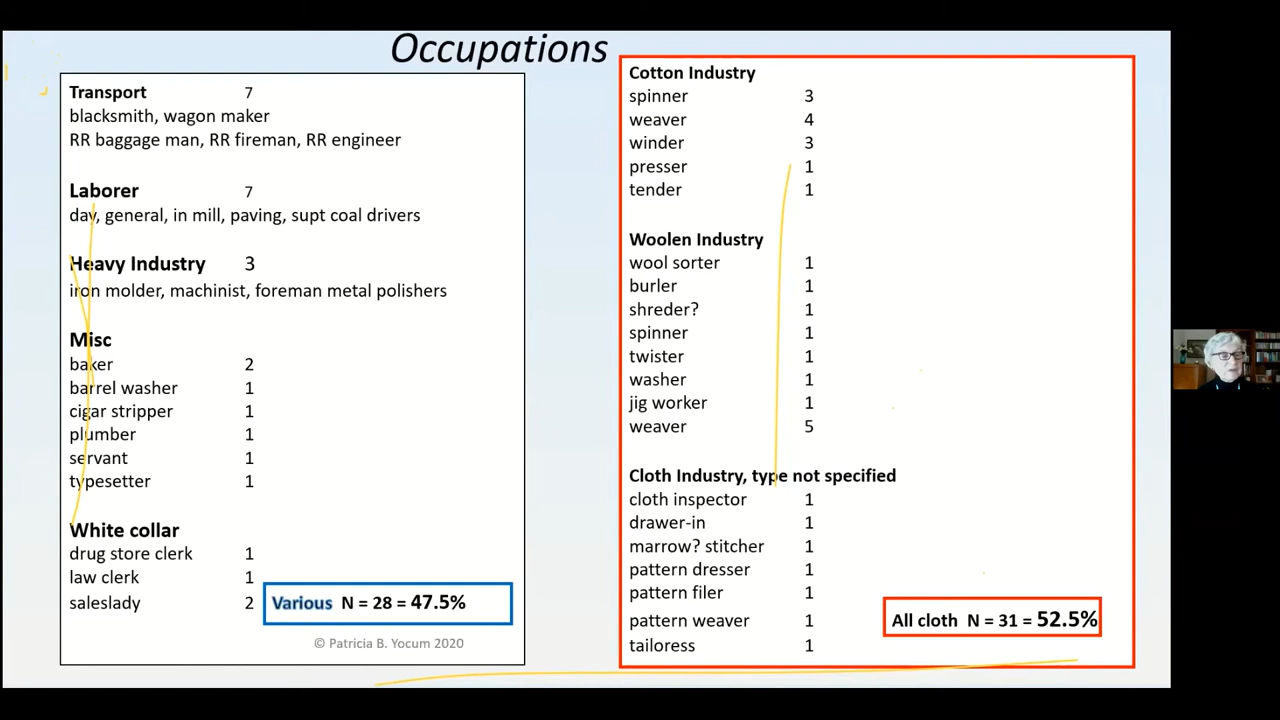 Occupations
Transport 7
blacksmith, wagon maker
RR baggage man, RR fireman, RR engineer
Laborer 7
day, general, in mill, paving, supt coal drivers
Heavy Industry 3
iron molder, machinist, foreman metal polishers
Misc
baker 2
barrel washer 1
cigar stripper 1
plumber 1
servant 1
typesetter 1
White collar
drug store clerk 1
law clerk 1
saleslady 2
Various N = 28 = 47.5%
© Patricia B. Yocum 2020
Cotton Industry
spinner 3
weaver 4
winder 3
presser 1
tender 1
Woolen Industry
wool sorter 1
burler 1
shreder? 1
spinner 1
twister 1
washer 1
jig worker 1
weaver 5
Cloth Industry, type not specified
cloth inspector 1
drawer-in 1
marrow? stitcher 1
pattern dresser 1
pattern filer 1
pattern weaver 1
tailoress 1
All cloth N = 31 = 52.5%